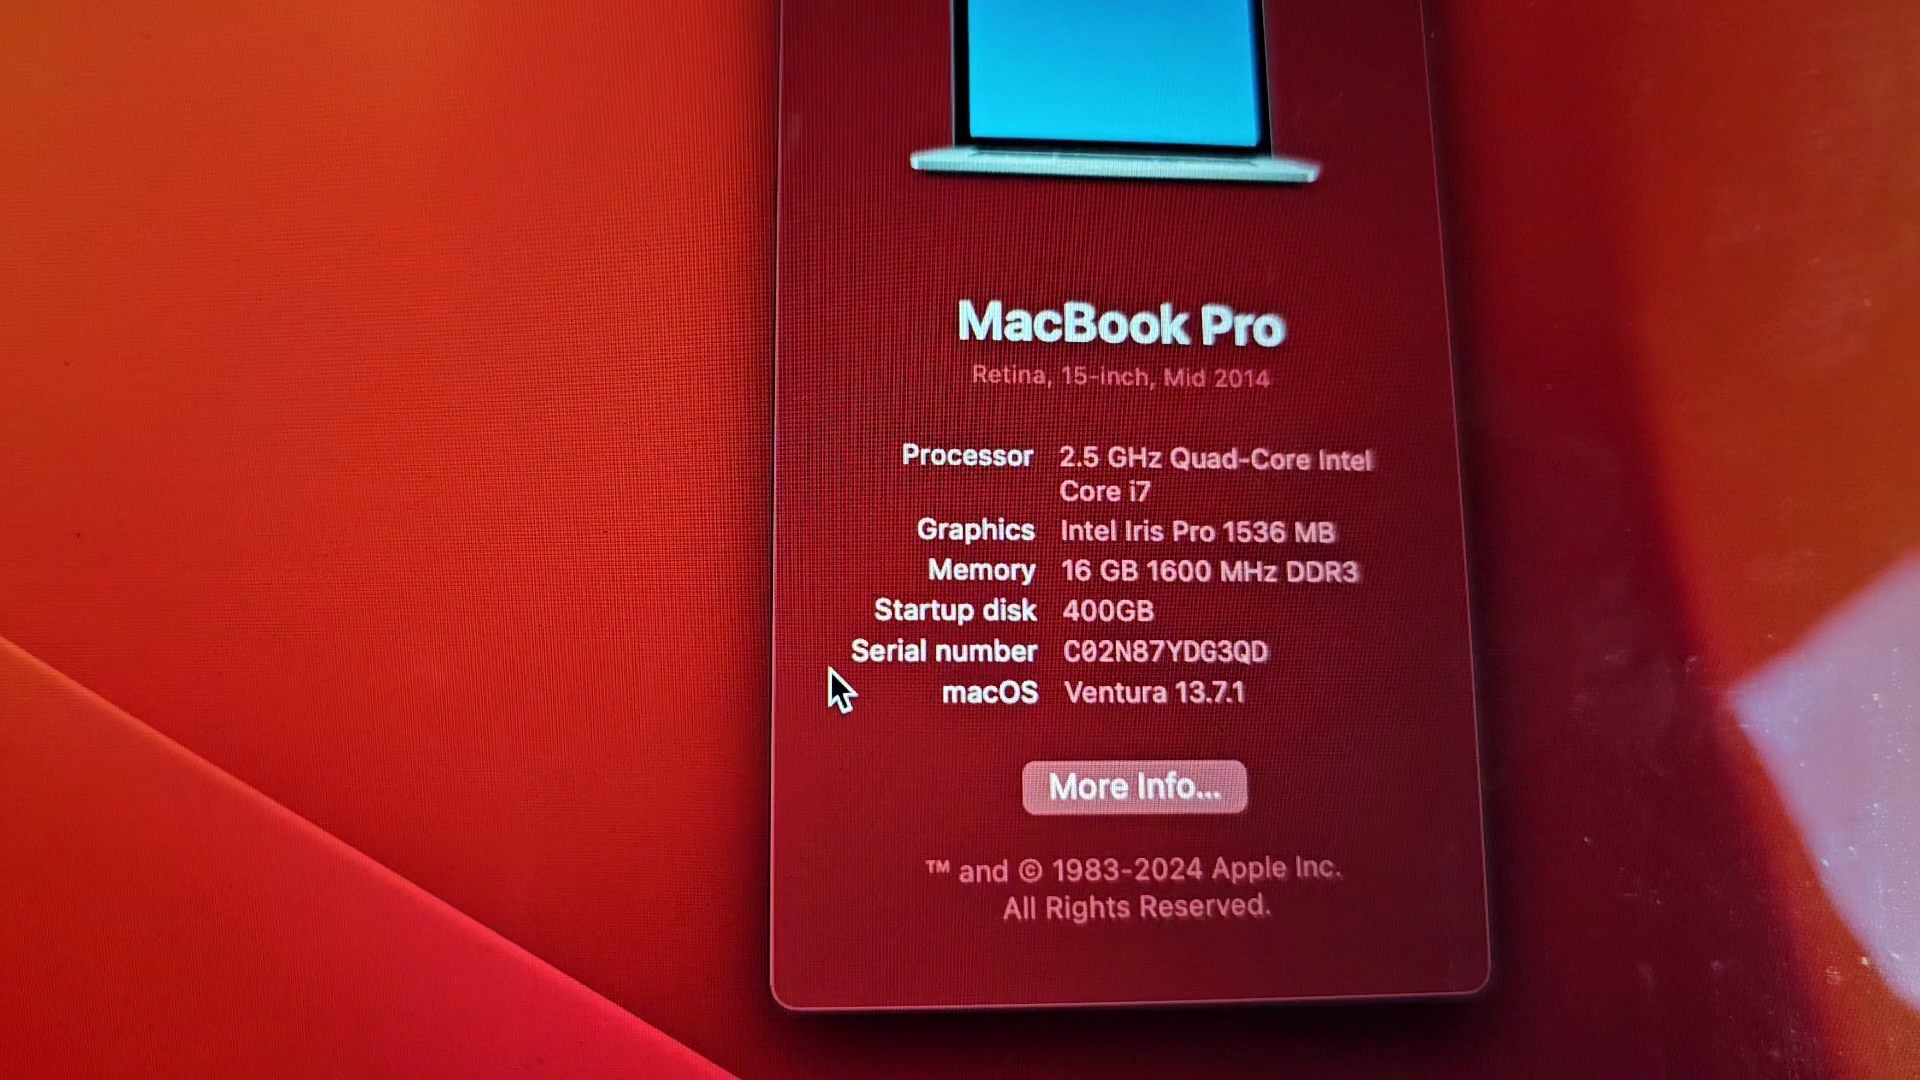 MacBook Pro
Retina, 15-inch, Mid 2014
Processor 2.5 GHz Quad-Core Intel
Core i7
Graphics Intel Iris Pro 1536 MB
Memory 16 GB 1600 MHz DDR3
Startup disk 400GB
Serial number C02N87YDG3QD
macOS Ventura 13.7.1
More Info...
™ and © 1983-2024 Apple Inc.
All Rights Reserved.